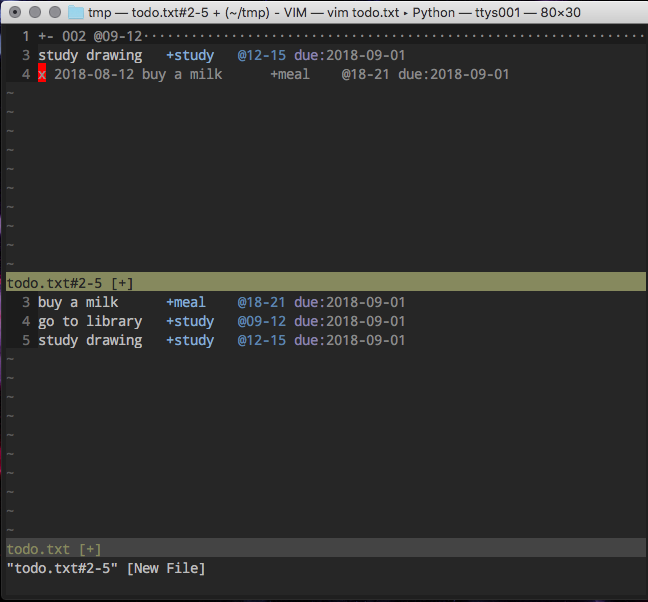 tmp — todo.txt#2-5 + (~/tmp) - VIM — vim todo.txt ▸ Python — ttys001 — 80×30
1 +- 002 @09-12················································································
3 study drawing +study @12-15 due:2018-09-01
4 x 2018-08-12 buy a milk +meal @18-21 due:2018-09-01
~
~
~
~
~
~
~
~
~
~
todo.txt#2-5 [+]
3 buy a milk +meal @18-21 due:2018-09-01
4 go to library +study @09-12 due:2018-09-01
5 study drawing +study @12-15 due:2018-09-01
~
~
~
~
~
~
~
~
~
~
todo.txt [+]
"todo.txt#2-5" [New File]